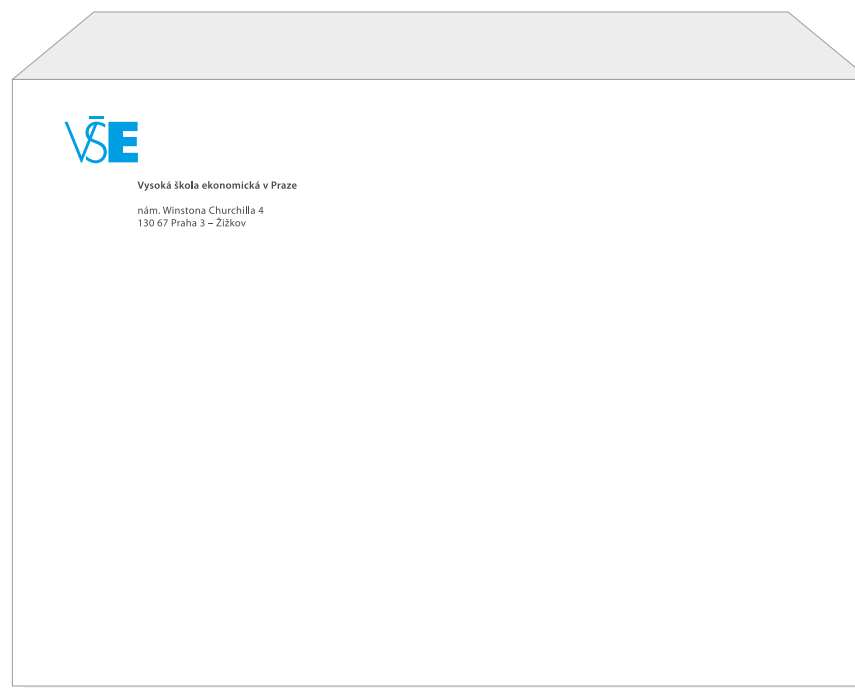 VŠE
Vysoká škola ekonomická v Praze
nám. Winstona Churchilla 4
130 67 Praha 3 – Žižkov